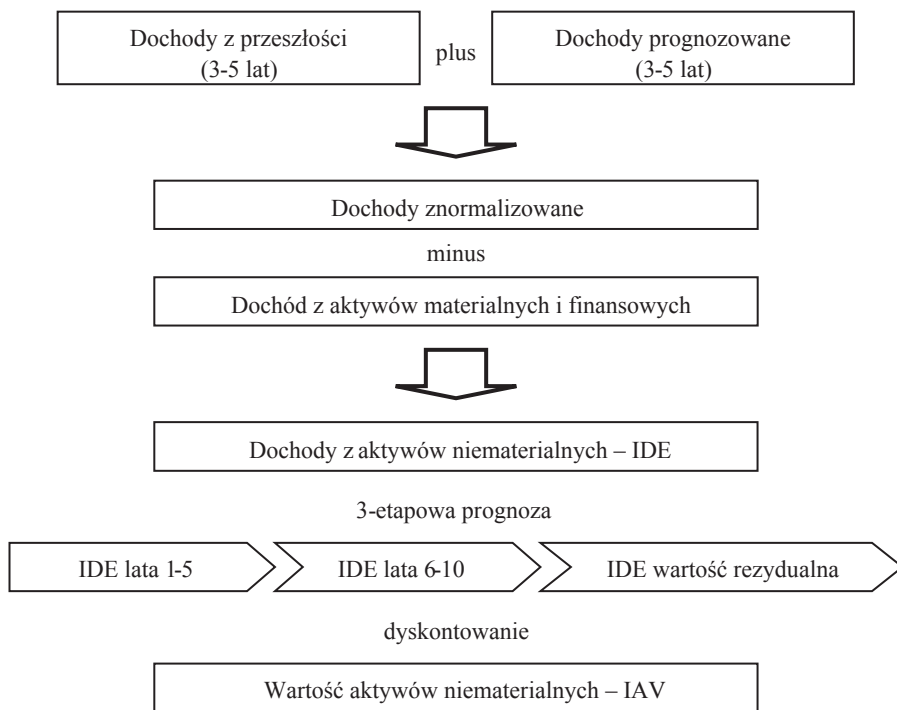 Dochody z przeszłości
(3-5 lat)
plus
Dochody prognozowane
(3-5 lat)
Dochody znormalizowane
minus
Dochód z aktywów materialnych i finansowych
Dochody z aktywów niematerialnych – IDE
3-etapowa prognoza
IDE lata 1-5
IDE lata 6-10
IDE wartość rezydualna
dyskontowanie
Wartość aktywów niematerialnych – IAV